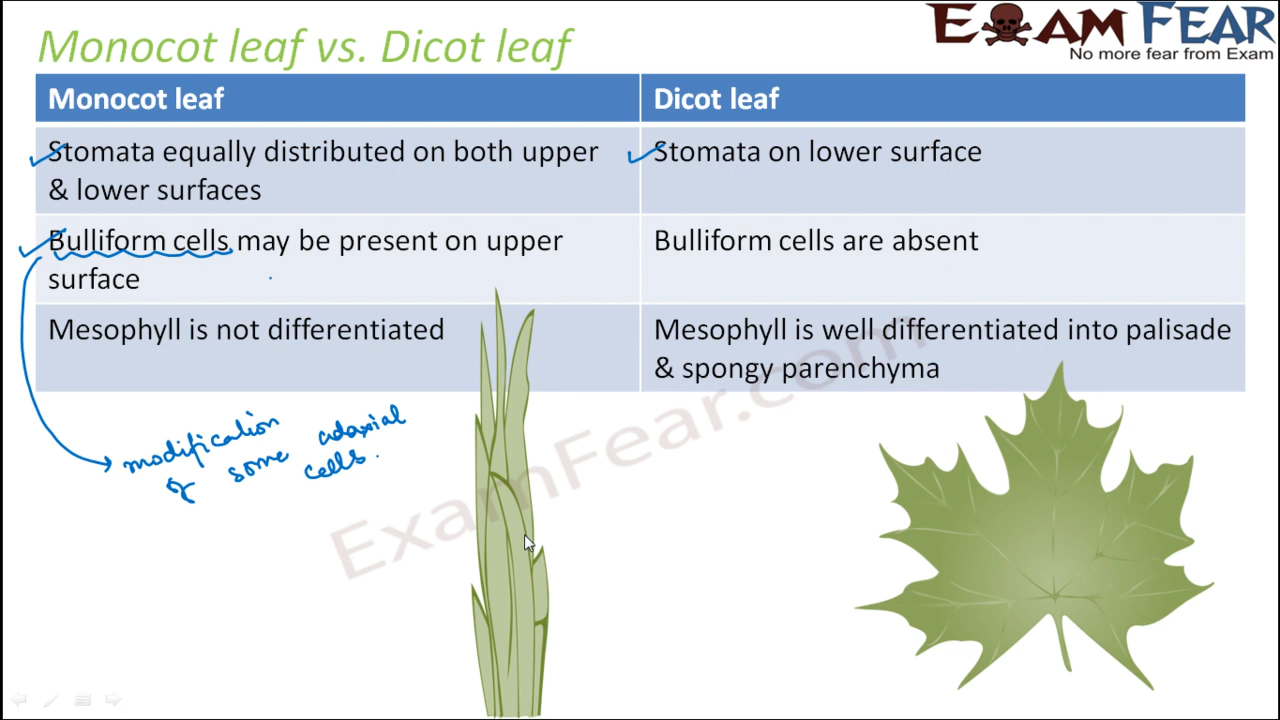 Monocot leaf vs. Dicot leaf
EXAM FEAR
No more fear from Exam
Monocot leaf
Dicot leaf
Stomata equally distributed on both upper
& lower surfaces
Stomata on lower surface
Bulliform cells may be present on upper
surface
Bulliform cells are absent
Mesophyll is not differentiated
Mesophyll is well differentiated into palisade
& spongy parenchyma
modification
of some adaxial
cells.
ExamFear.com